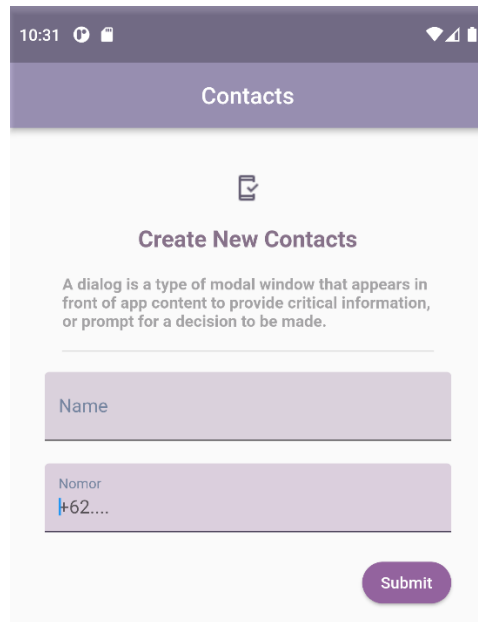 10:31
Contacts
Create New Contacts
A dialog is a type of modal window that appears in
front of app content to provide critical information,
or prompt for a decision to be made.
Name
Nomor
+62....
Submit